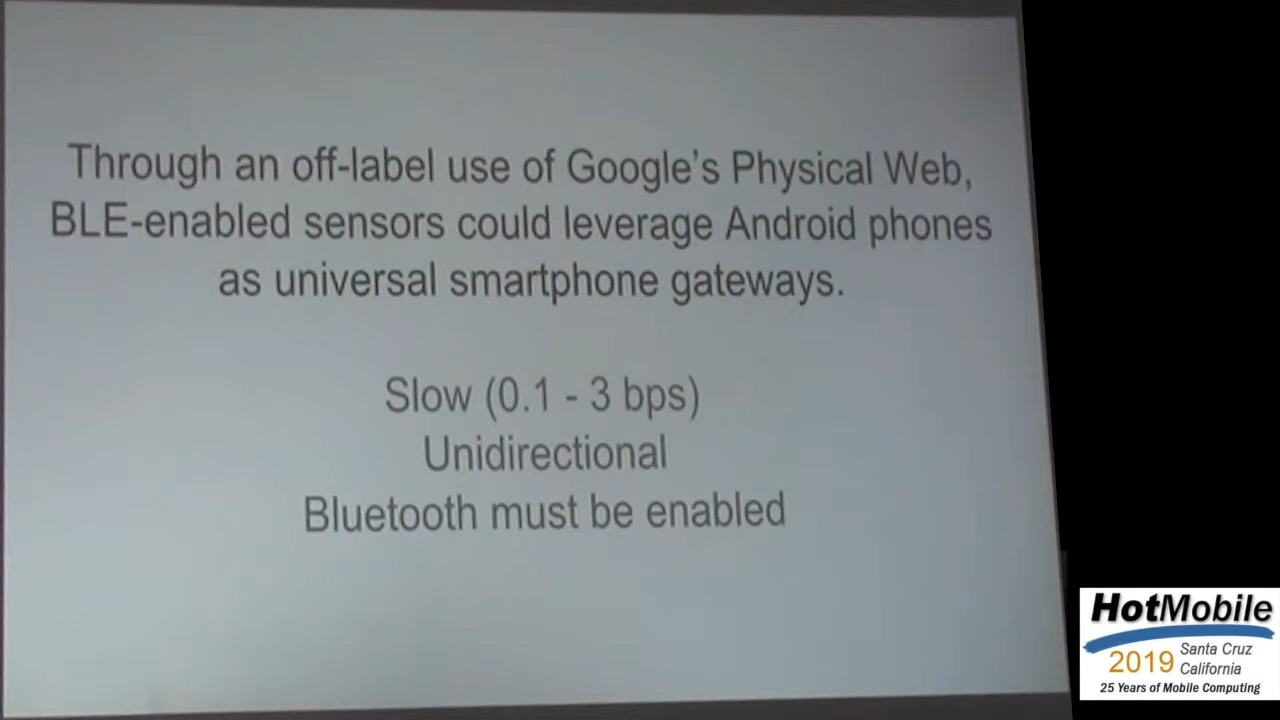 Through an off-label use of Google's Physical Web,
BLE-enabled sensors could leverage Android phones
as universal smartphone gateways.
Slow (0.1 - 3 bps)
Unidirectional
Bluetooth must be enabled
HotMobile
2019 Santa Cruz
California
25 Years of Mobile Computing